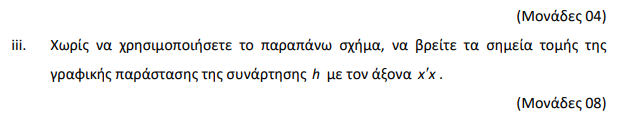 (Μονάδες 04)
iii. Χωρίς να χρησιμοποιήσετε το παραπάνω σχήμα, να βρείτε τα σημεία τομής της
γραφικής παράστασης της συνάρτησης h με τον άξονα x'x .
(Μονάδες 08)